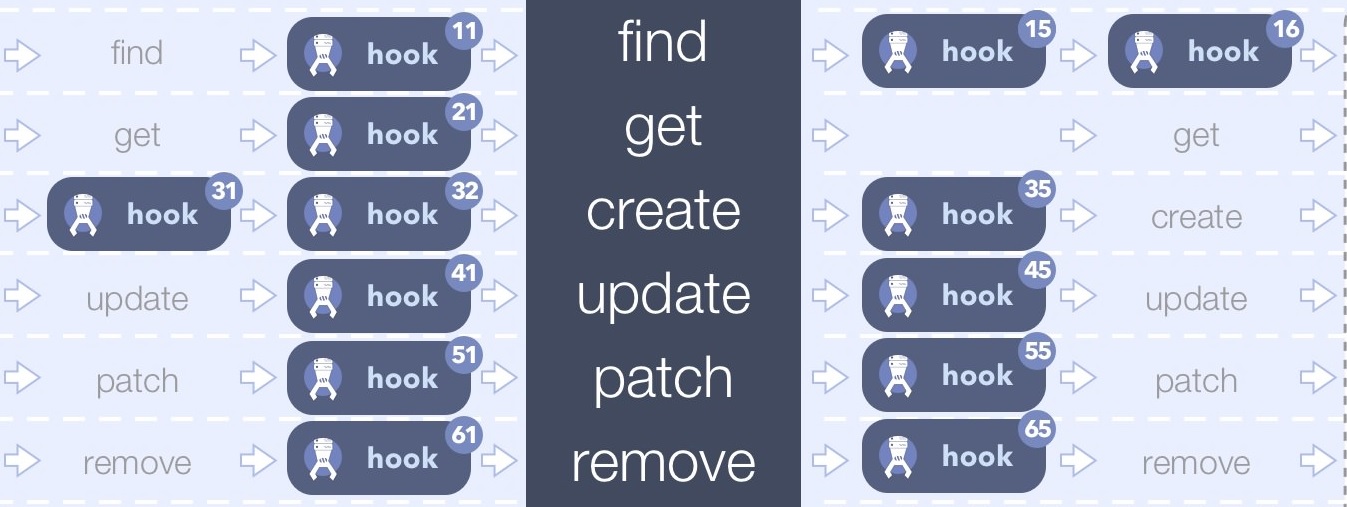 find hook 11 find hook 15 hook 16
get hook 21 get get
hook 31 hook 32 create hook 35 create
update hook 41 update hook 45 update
patch hook 51 patch hook 55 patch
remove hook 61 remove hook 65 remove